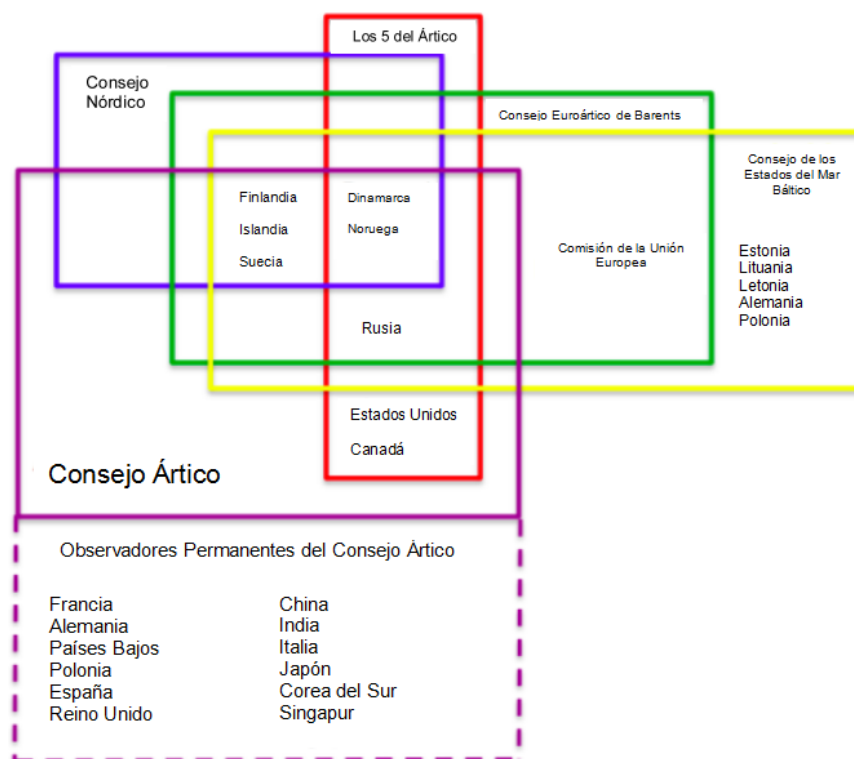 Los 5 del Ártico
Consejo
Nórdico
Consejo Euroártico de Barents
Consejo de los
Estados del Mar
Báltico
Finlandia
Islandia
Suecia
Dinamarca
Noruega
Comisión de la Unión
Europea
Estonia
Lituania
Letonia
Alemania
Polonia
Rusia
Estados Unidos
Canadá
Consejo Ártico
Observadores Permanentes del Consejo Ártico
Francia
Alemania
Países Bajos
Polonia
España
Reino Unido
China
India
Italia
Japón
Corea del Sur
Singapur